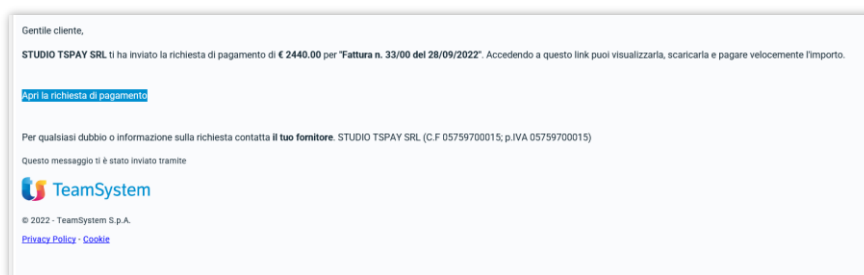 Gentile cliente,
STUDIO TSPAY SRL ti ha inviato la richiesta di pagamento di € 2440.00 per "Fattura n. 33/00 del 28/09/2022". Accedendo a questo link puoi visualizzarla, scaricarla e pagare velocemente l'importo.
Apri la richiesta di pagamento
Per qualsiasi dubbio o informazione sulla richiesta contatta il tuo fornitore. STUDIO TSPAY SRL (C.F 05759700015; p.IVA 05759700015)
Questo messaggio ti è stato inviato tramite
TeamSystem
© 2022 - TeamSystem S.p.A.
Privacy Policy - Cookie